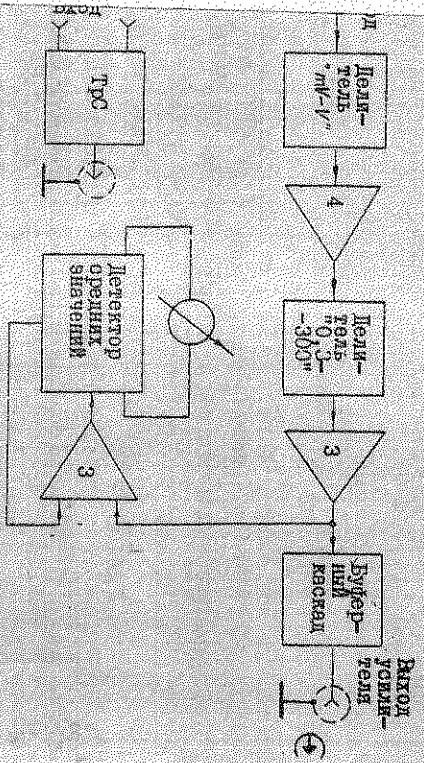 Дели-
тель
"mV-V"
4
Дели-
тель
"0,3-
-300"
3
Буфер-
ный
каскад
Выход
усили-
теля
ТрС
Детектор
средних
значений
3